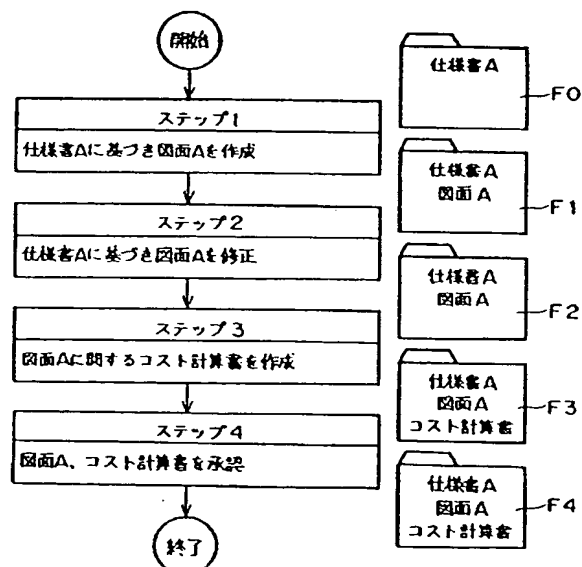 開始
ステップ1
仕様書Aに基づき図面Aを作成
ステップ2
仕様書Aに基づき図面Aを修正
ステップ3
図面Aに関するコスト計算書を作成
ステップ4
図面A、コスト計算書を承認
終了
仕様書A
F0
仕様書A
図面A
F1
仕様書A
図面A
F2
仕様書A
図面A
コスト計算書
F3
仕様書A
図面A
コスト計算書
F4